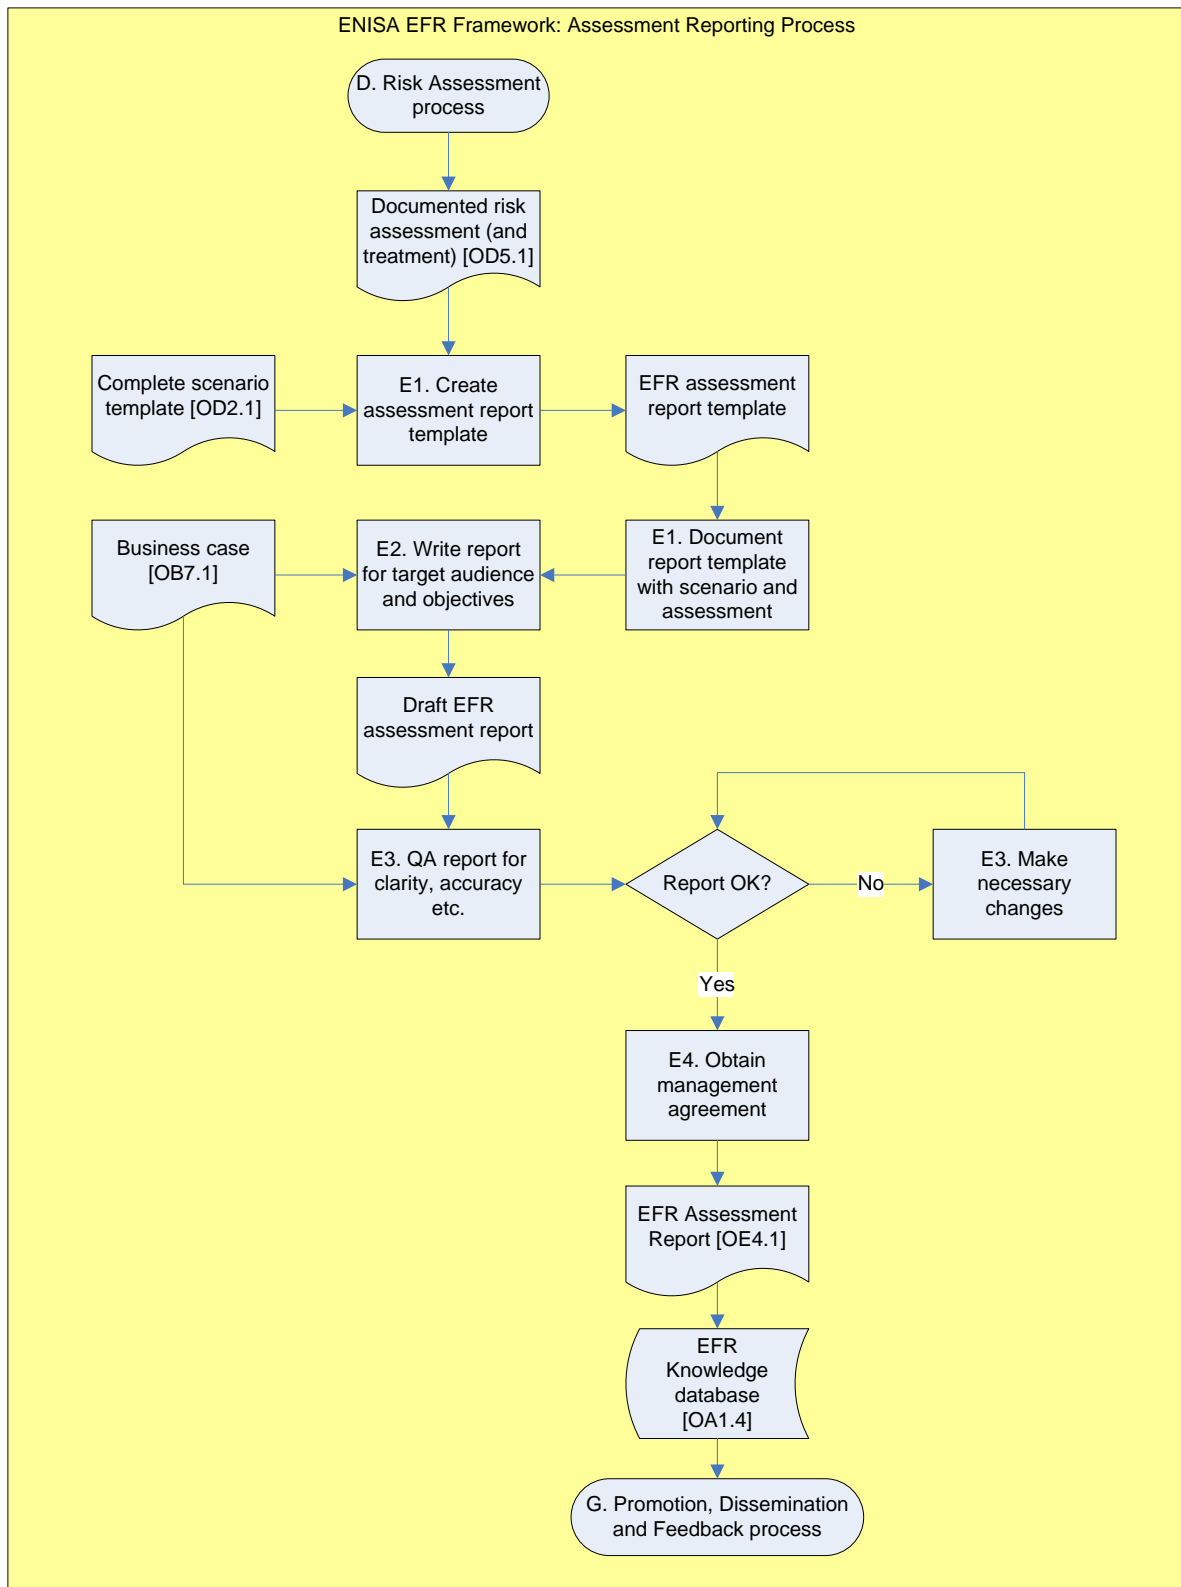 ENISA EFR Framework: Assessment Reporting Process
D. Risk Assessment
process
Documented risk
assessment (and
treatment) [OD5.1]
Complete scenario
template [OD2.1]
E1. Create
assessment report
template
EFR assessment
report template
Business case
[OB7.1]
E2. Write report
for target audience
and objectives
E1. Document
report template
with scenario and
assessment
Draft EFR
assessment report
E3. QA report for
clarity, accuracy
etc.
Report OK?
No
E3. Make
necessary
changes
Yes
E4. Obtain
management
agreement
EFR Assessment
Report [OE4.1]
EFR
Knowledge
database
[OA1.4]
G. Promotion, Dissemination
and Feedback process